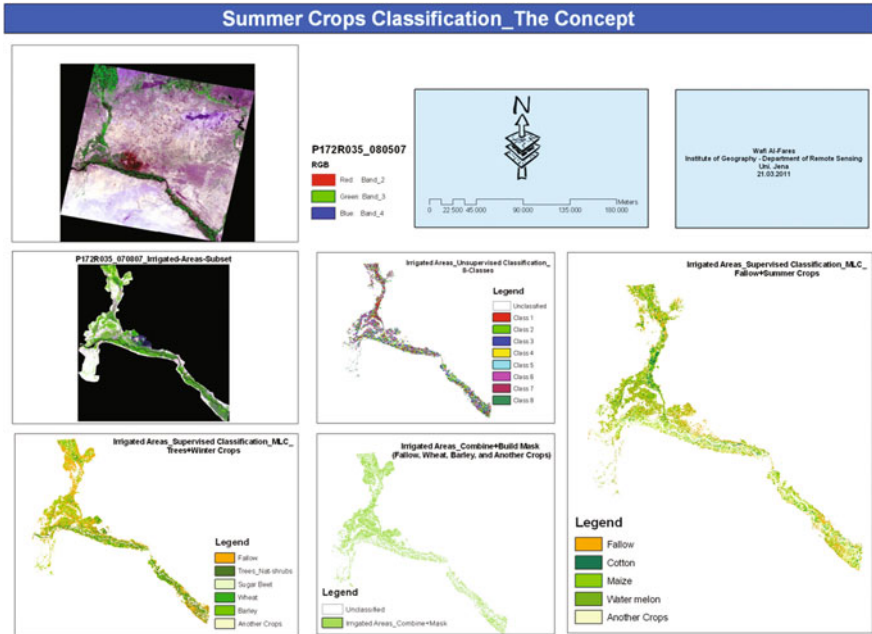 Summer Crops Classification_The Concept
P172R035_080507
RGB
Red Band_2
Green Band_3
Blue Band_4
N
Meters
0 22.500 45.000 90.000 135.000 180.000
Wafi Al-Fares
Institute of Geography - Department of Remote Sensing
Uni. Jena
21.03.2011
P172R035_070807_Irrigated-Areas-Subset
Irrigated Areas_Unsupervised Classification_
8-Classes
Legend
Unclassified
Class 1
Class 2
Class 3
Class 4
Class 5
Class 6
Class 7
Class 8
Irrigated Areas_Supervised Classification_MLC_
Fallow+Summer Crops
Legend
Fallow
Cotton
Maize
Water melon
Another Crops
Irrigated Areas_Supervised Classification_MLC_
Trees+Winter Crops
Legend
Fallow
Trees_Nat-shrubs
Sugar Beet
Wheat
Barley
Another Crops
Irrigated Areas_Combine+Build Mask
(Fallow, Wheat, Barley, and Another Crops)
Legend
Unclassified
Irrigated Areas_Combine+Mask